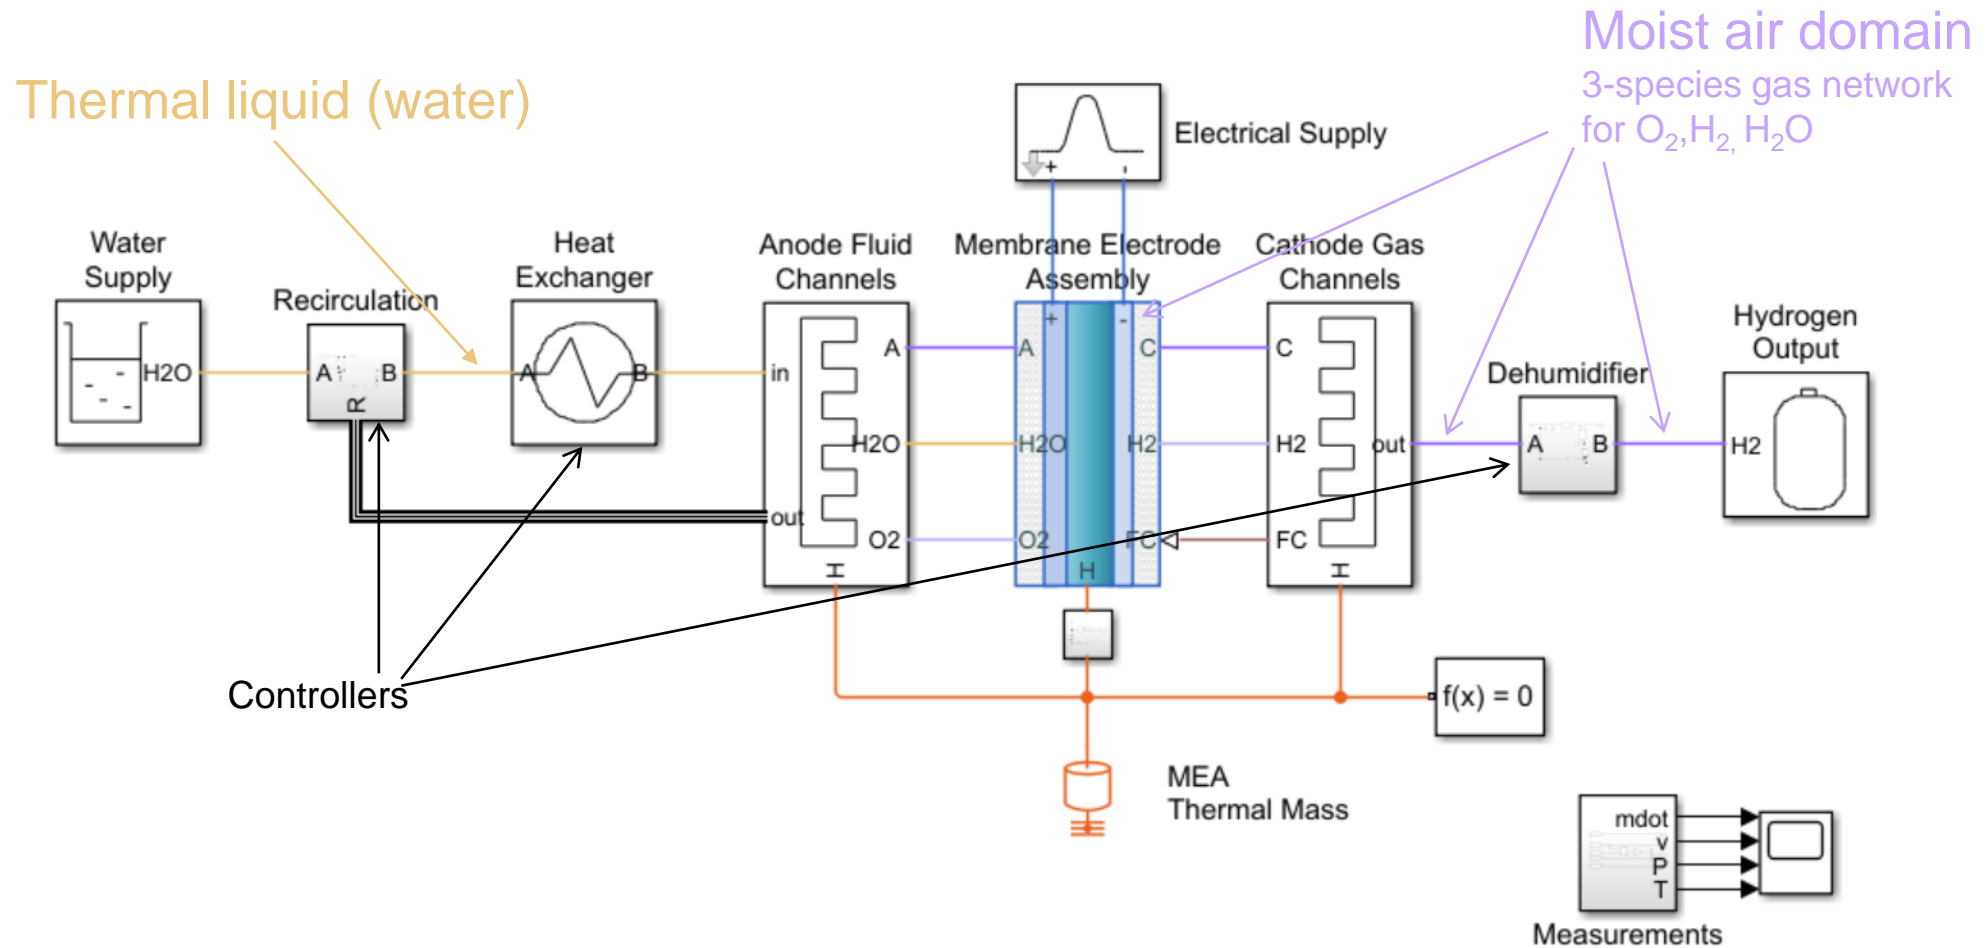 Moist air domain
3-species gas network
for O₂,H₂, H₂O
Thermal liquid (water)
Electrical Supply
+ -
Water
Supply
H2O
Recirculation
A B
R
Heat
Exchanger
A B
Anode Fluid
Channels
in
out
A
H2O
O2
H
Membrane Electrode
Assembly
+ -
A C
H2O H2
O2 FC
H
Cathode Gas
Channels
C
H2
FC
out
H
Dehumidifier
A B
Hydrogen
Output
H2
Controllers
f(x) = 0
MEA
Thermal Mass
mdot
v
P
T
Measurements